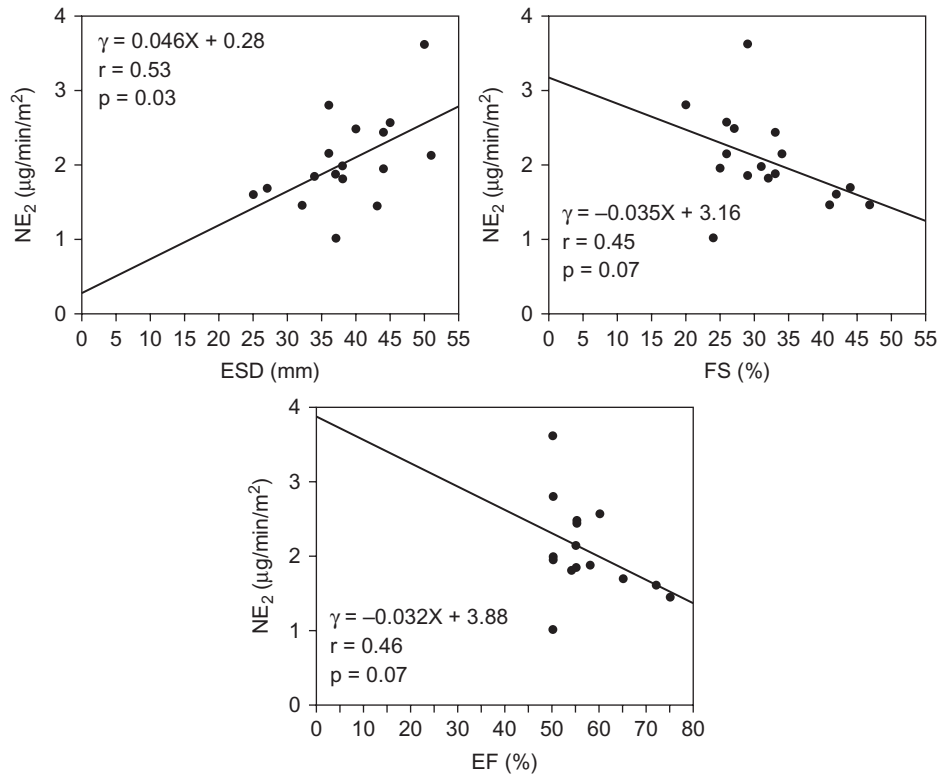 4
3
2
1
0
NE₂ (μg/min/m²)
γ = 0.046X + 0.28
r = 0.53
p = 0.03
0 5 10 15 20 25 30 35 40 45 50 55
ESD (mm)
4
3
2
1
0
NE₂ (μg/min/m²)
γ = –0.035X + 3.16
r = 0.45
p = 0.07
0 5 10 15 20 25 30 35 40 45 50 55
FS (%)
4
3
2
1
0
NE₂ (μg/min/m²)
γ = –0.032X + 3.88
r = 0.46
p = 0.07
0 10 20 30 40 50 60 70 80
EF (%)